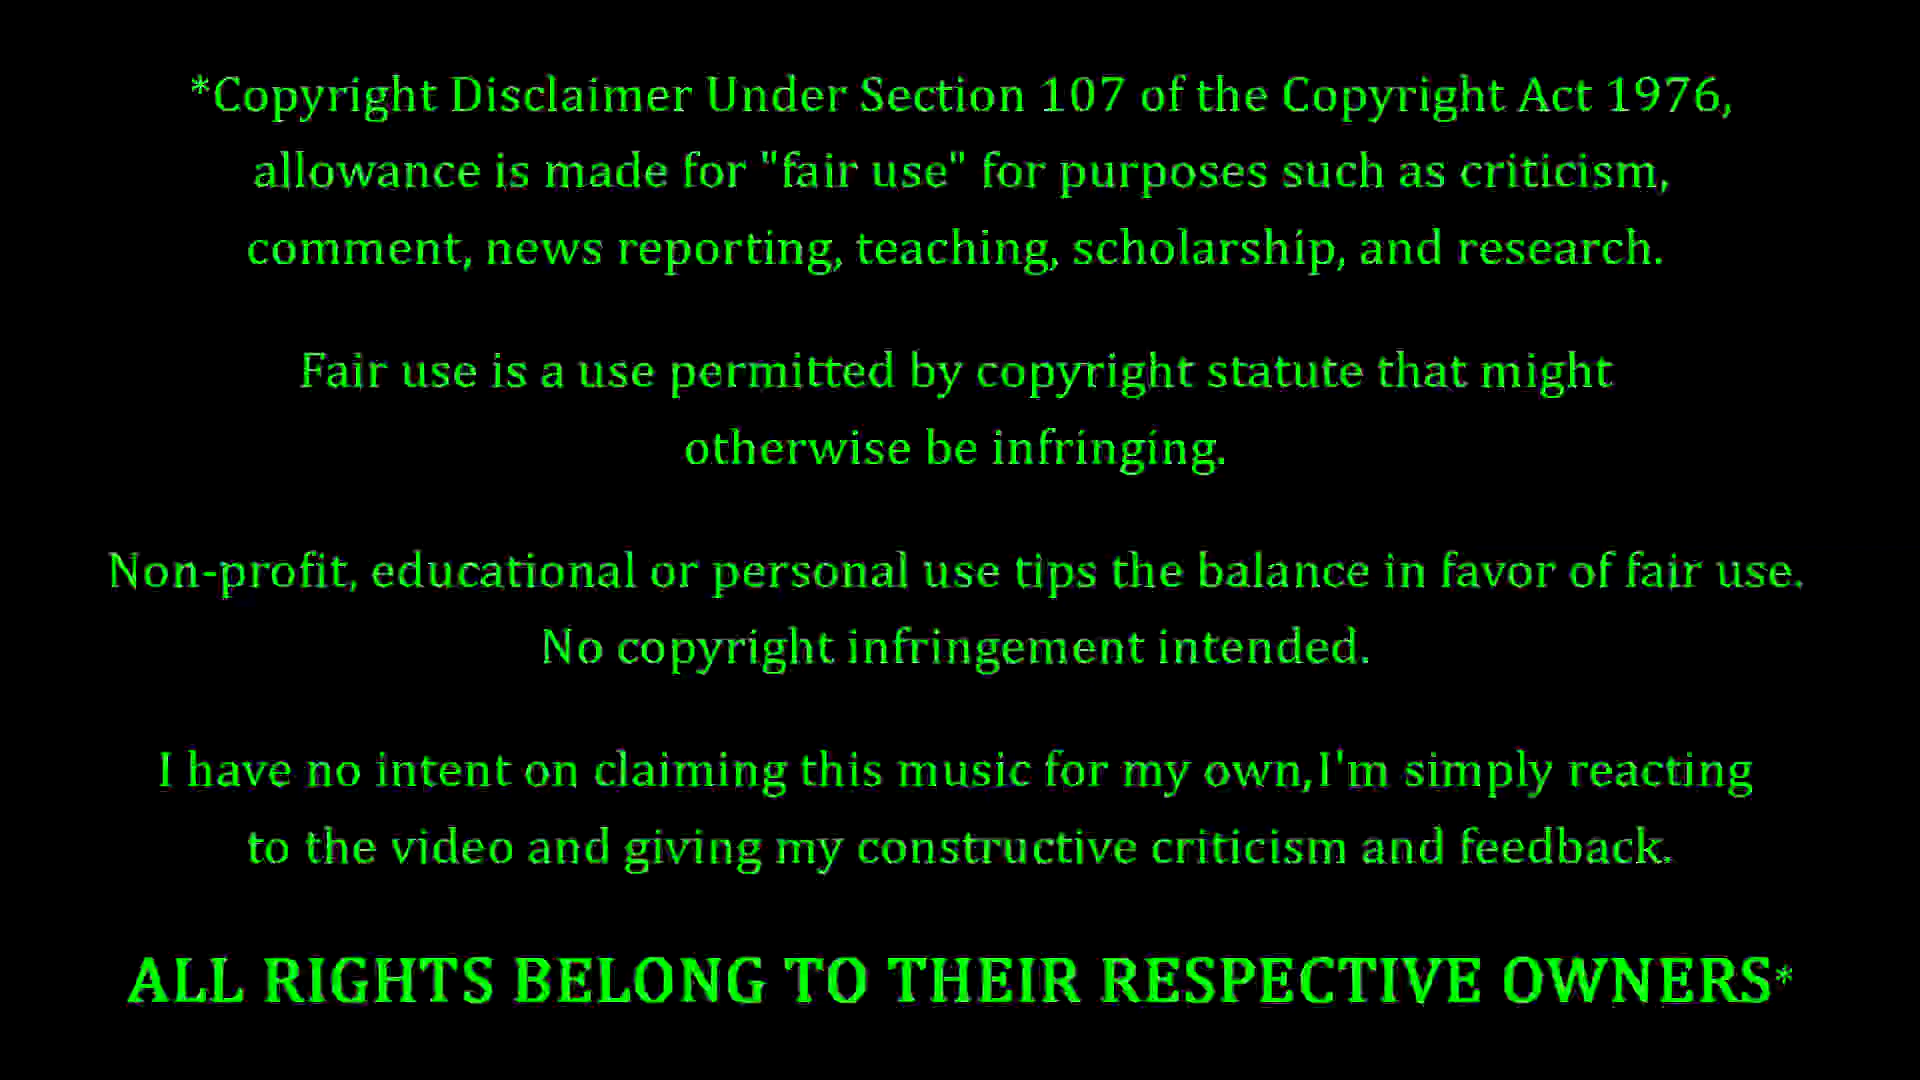 *Copyright Disclaimer Under Section 107 of the Copyright Act 1976,
allowance is made for "fair use" for purposes such as criticism,
comment, news reporting, teaching, scholarship, and research.
Fair use is a use permitted by copyright statute that might
otherwise be infringing.
Non-profit, educational or personal use tips the balance in favor of fair use.
No copyright infringement intended.
I have no intent on claiming this music for my own,I'm simply reacting
to the video and giving my constructive criticism and feedback.
ALL RIGHTS BELONG TO THEIR RESPECTIVE OWNERS*